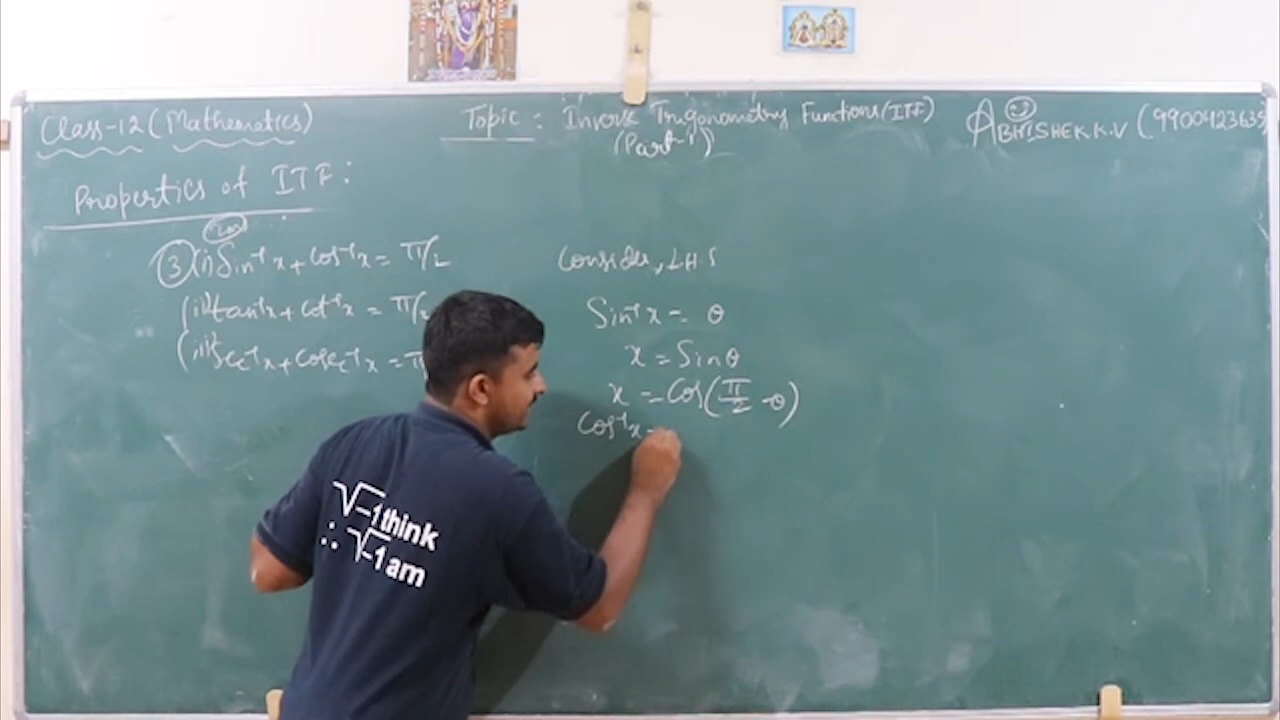 Class-12 (Mathematics)
Topic: Inverse Trigonometry Functions (ITF)
(Part-1)
ABHISHEK.K.V (9900423639
Properties of ITF:
③ (i) Sin⁻¹x + Cos⁻¹x = π/2
(ii) tan⁻¹x + Cot⁻¹x = π/2
(iii) Sec⁻¹x + Cosec⁻¹x = π
Consider, LHS
Sin⁻¹x = θ
x = Sinθ
x = Cos(π/2 - θ)
Cos⁻¹x =
√-1 think
∴ √-1 am